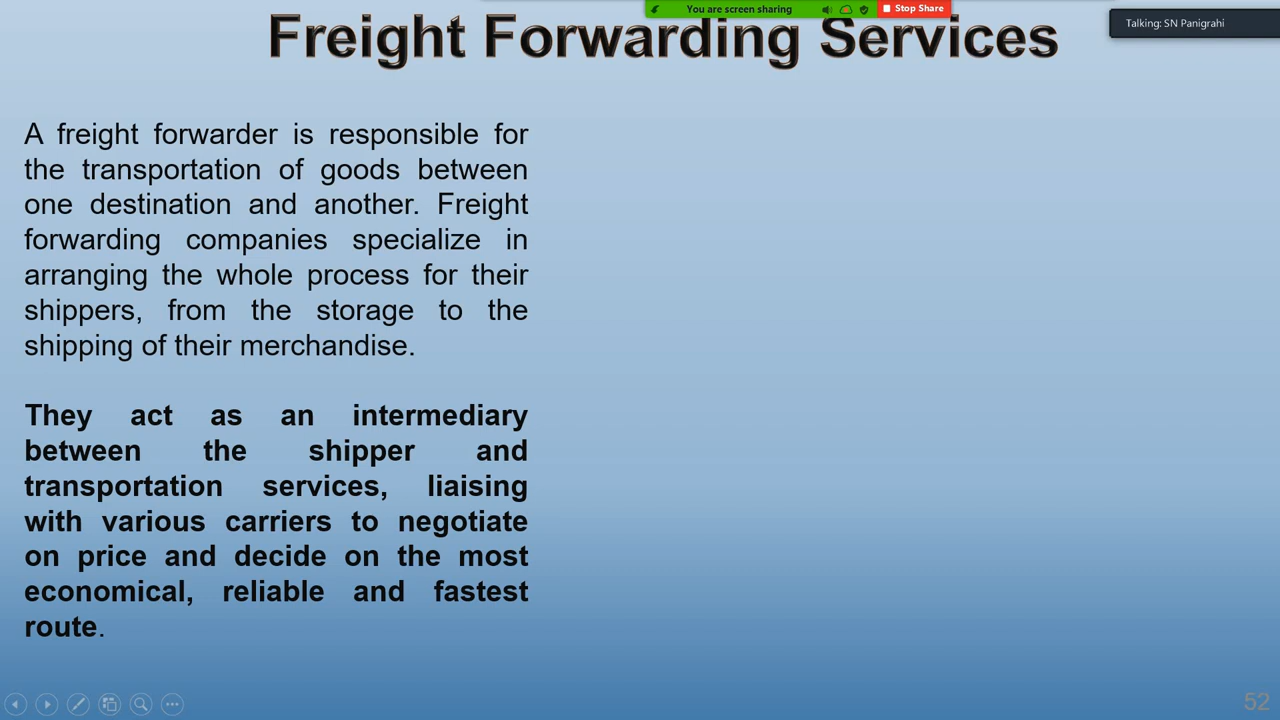 You are screen sharing
Stop Share
Talking: SN Panigrahi
Freight Forwarding Services
A freight forwarder is responsible for
the transportation of goods between
one destination and another. Freight
forwarding companies specialize in
arranging the whole process for their
shippers, from the storage to the
shipping of their merchandise.
They act as an intermediary
between the shipper and
transportation services, liaising
with various carriers to negotiate
on price and decide on the most
economical, reliable and fastest
route.
52